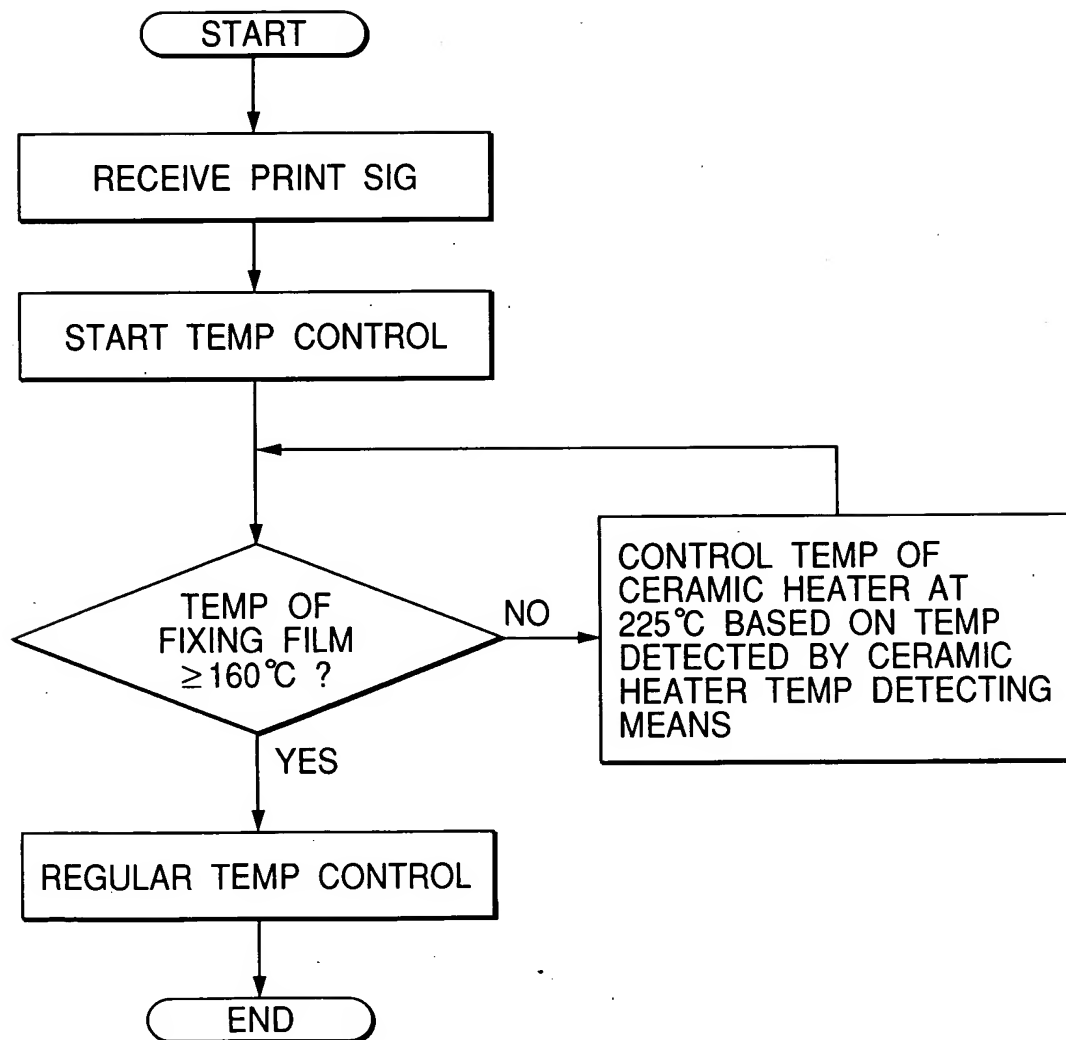 START
RECEIVE PRINT SIG
START TEMP CONTROL
TEMP OF
FIXING FILM
≥160℃ ?
NO
CONTROL TEMP OF
CERAMIC HEATER AT
225℃ BASED ON TEMP
DETECTED BY CERAMIC
HEATER TEMP DETECTING
MEANS
YES
REGULAR TEMP CONTROL
END